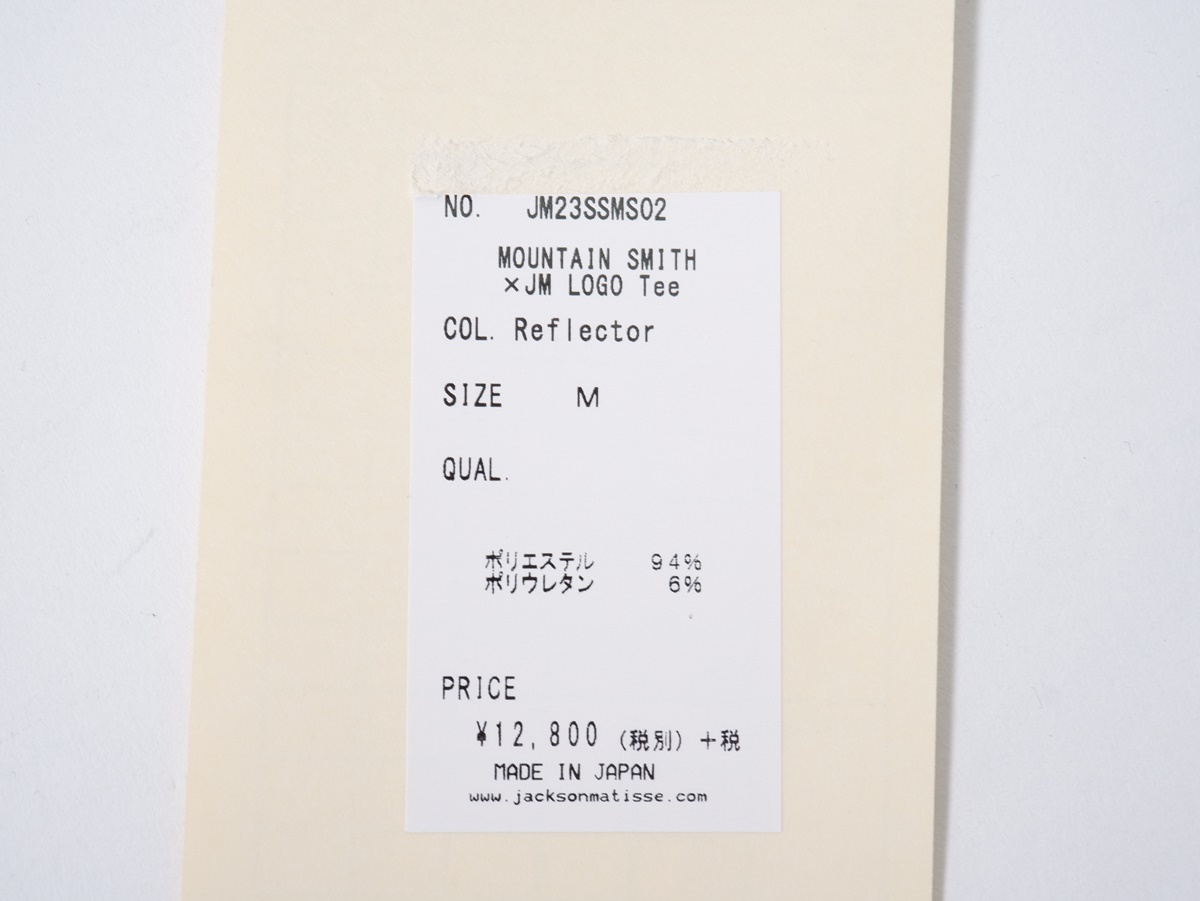 NO. JM23SSMS02
MOUNTAIN SMITH
×JM LOGO Tee
COL. Reflector
SIZE M
QUAL.
ポリエステル 94%
ポリウレタン 6%
PRICE
¥12,800 (税別) +税
MADE IN JAPAN
www.jacksonmatisse.com